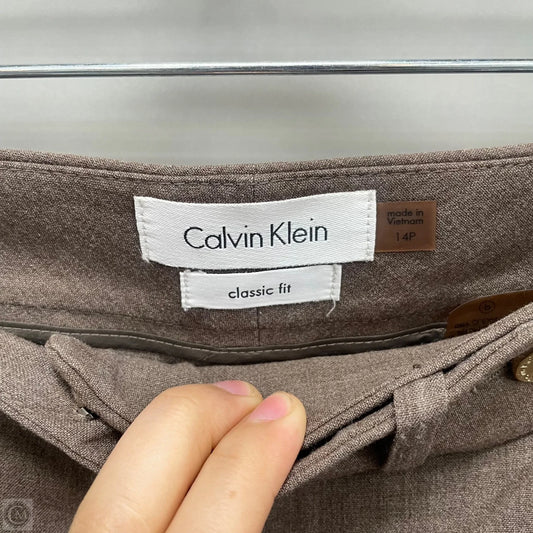 Calvin Klein
classic fit
made in
Vietnam
14P